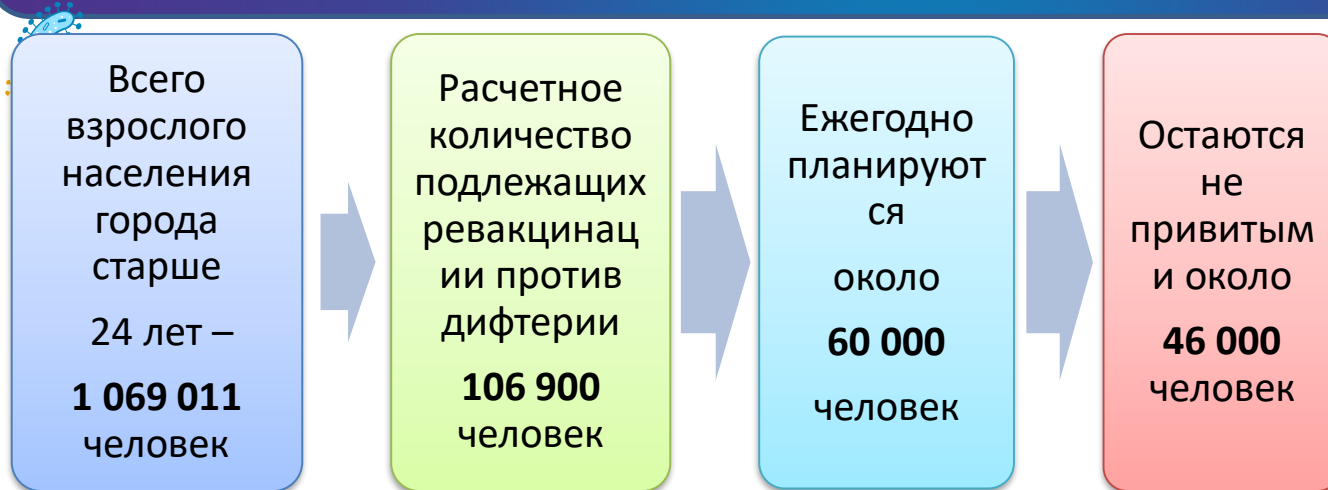 Всего
взрослого
населения
города
старше
24 лет –
1 069 011
человек
Расчетное
количество
подлежащих
ревакцинац
ии против
дифтерии
106 900
человек
Ежегодно
планируют
ся
около
60 000
человек
Остаются
не
привитым
и около
46 000
человек